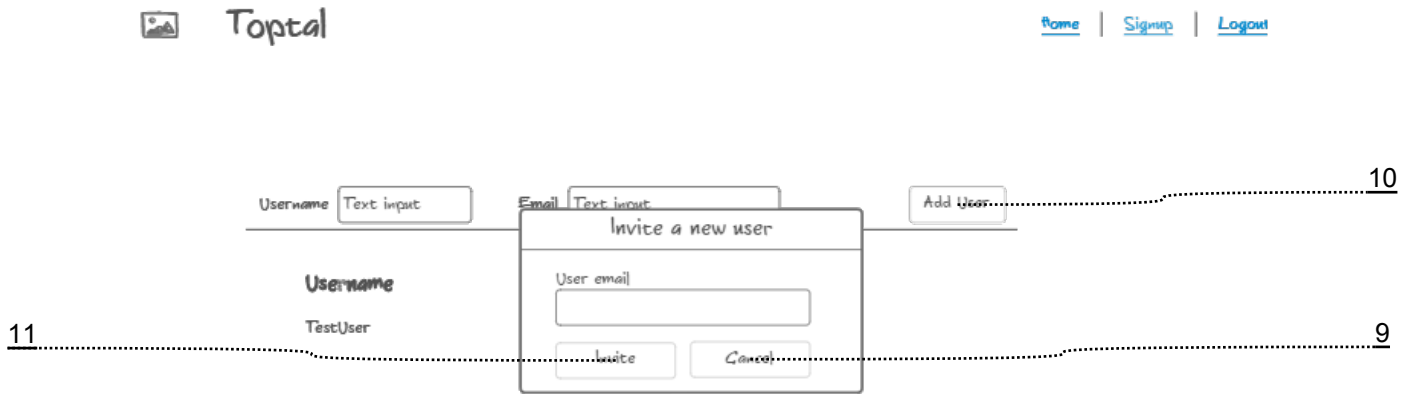 Toptal Home Signup Logout
10
Username Text input Email Text input Add User
Invite a new user
Username User email
TestUser
11 9
Invite Cancel